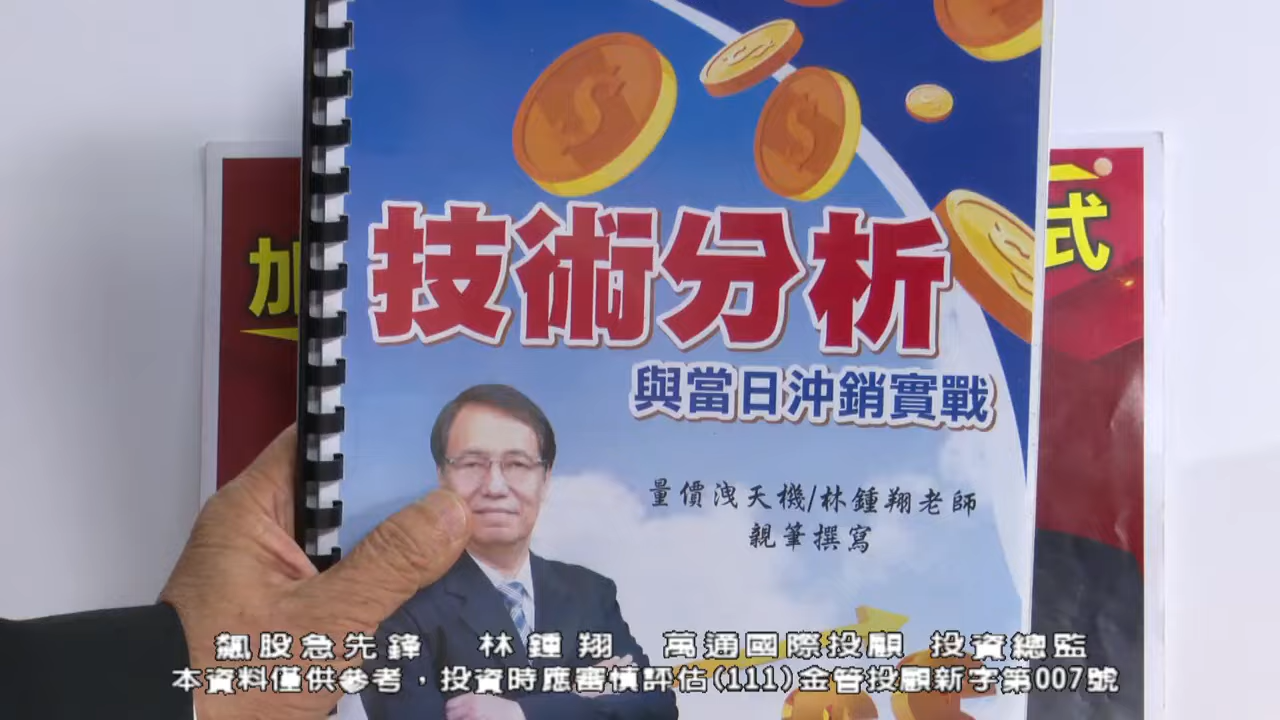 加
式
技術分析
與當日沖銷實戰
量價洩天機/林鍾翔老師
親筆撰寫
飆股急先鋒 林鍾翔 萬通國際投顧 投資總監
本資料僅供參考，投資時應審慎評估(111)金管投顧新字第007號